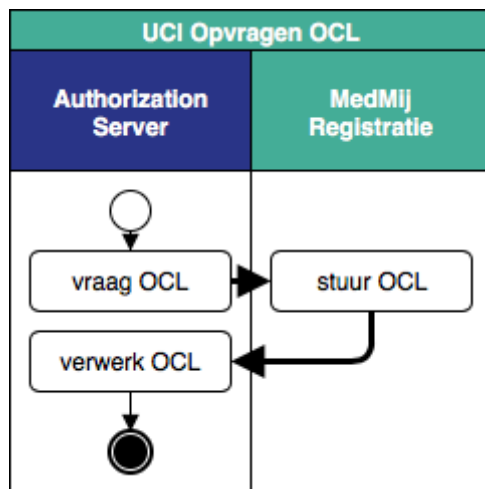 UCI Opvragen OCL
Authorization
Server
MedMij
Registratie
vraag OCL
stuur OCL
verwerk OCL